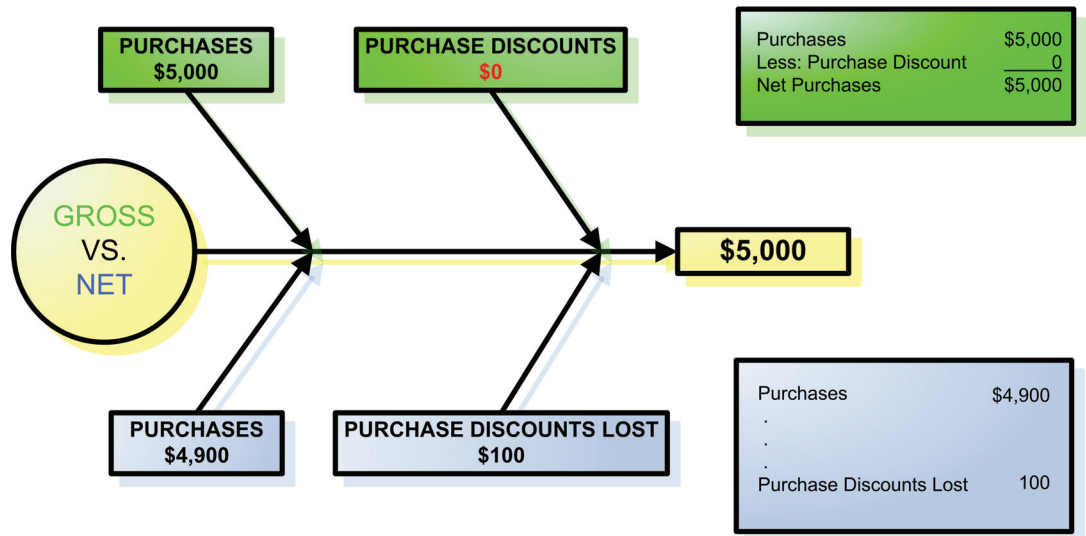 PURCHASES
$5,000
PURCHASE DISCOUNTS
$0
Purchases $5,000
Less: Purchase Discount 0
Net Purchases $5,000
GROSS
VS.
NET
$5,000
PURCHASES
$4,900
PURCHASE DISCOUNTS LOST
$100
Purchases $4,900
.
.
.
Purchase Discounts Lost 100